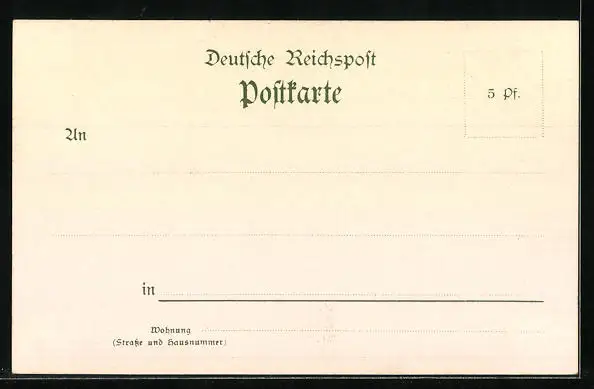 Deutſche Reichspoſt
Poſtkarte
5 Pf.
An
in
Wohnung
(Straße und Hausnummer)